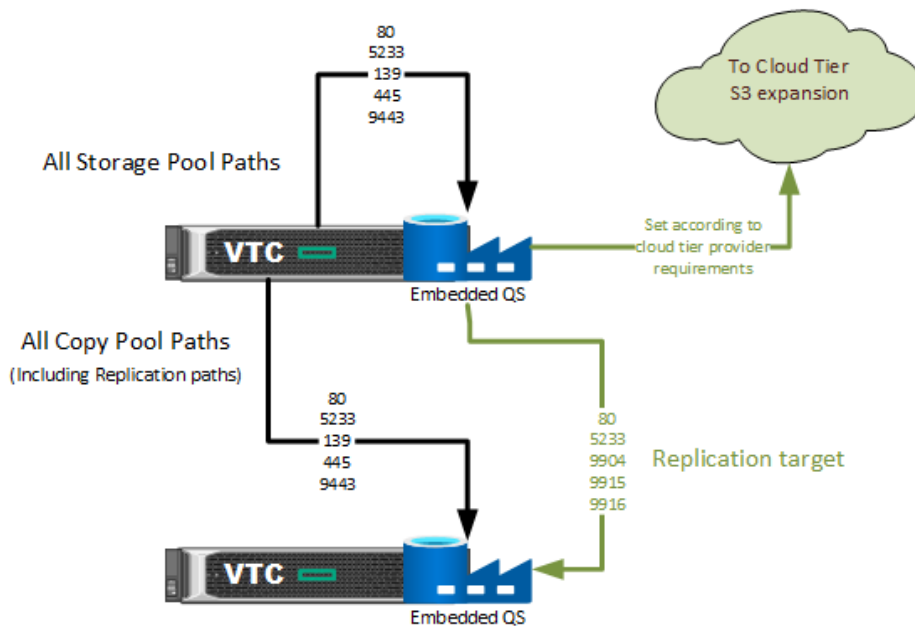 80
5233
139
445
9443
To Cloud Tier
S3 expansion
All Storage Pool Paths
VTC
Embedded QS
Set according to
cloud tier provider
requirements
All Copy Pool Paths
(Including Replication paths)
80
5233
139
445
9443
80
5233
9904
9915
9916
Replication target
VTC
Embedded QS